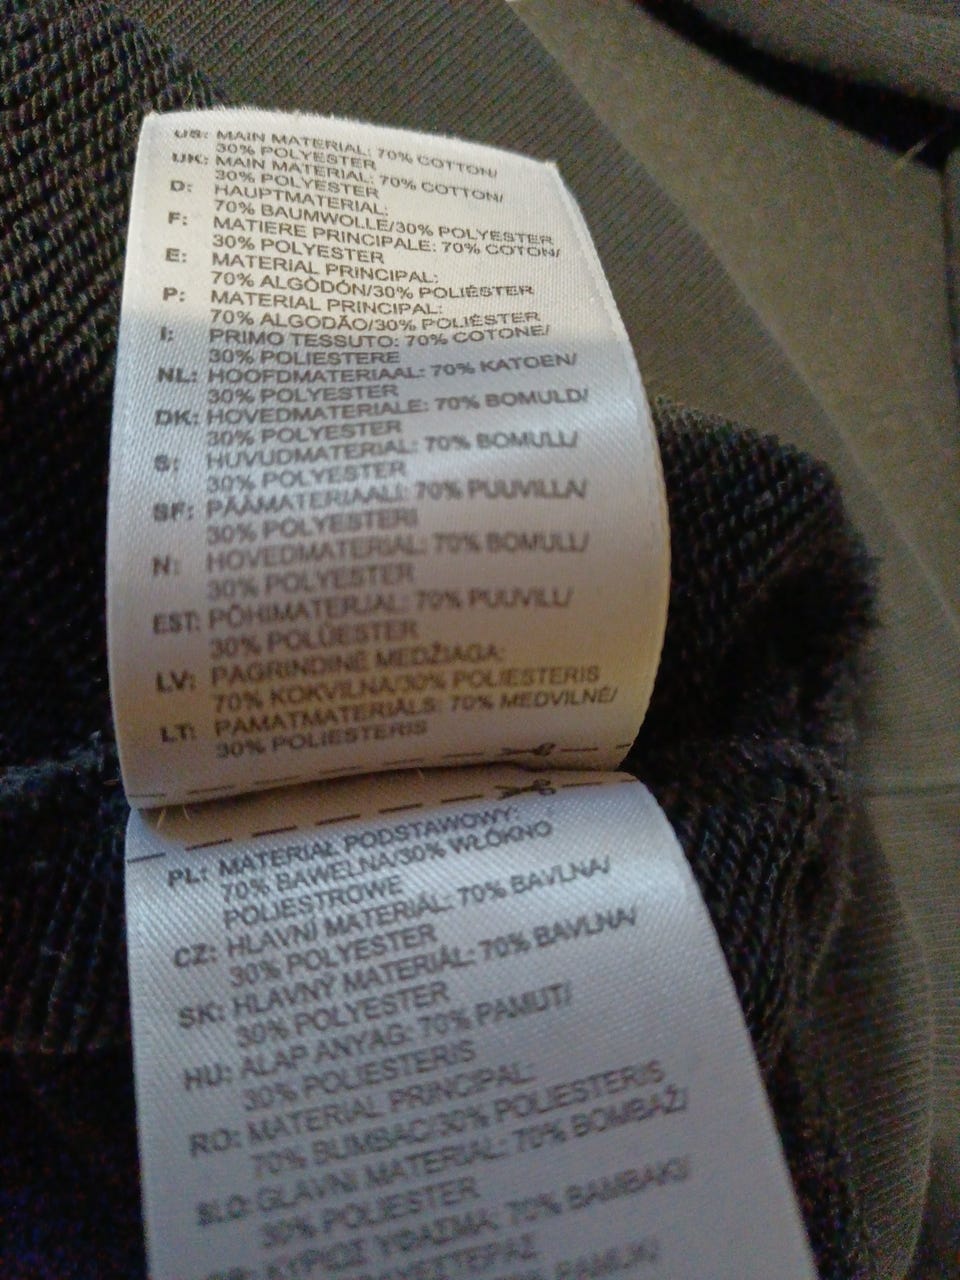 US: MAIN MATERIAL: 70% COTTON/
30% POLYESTER
UK: MAIN MATERIAL: 70% COTTON/
30% POLYESTER
D: HAUPTMATERIAL:
70% BAUMWOLLE/30% POLYESTER
F: MATIERE PRINCIPALE: 70% COTON/
30% POLYESTER
E: MATERIAL PRINCIPAL:
70% ALGÒDÓN/30% POLIÉSTER
P: MATERIAL PRINCIPAL:
70% ALGODÃO/30% POLIÉSTER
I: PRIMO TESSUTO: 70% COTONE/
30% POLIESTERE
NL: HOOFDMATERIAAL: 70% KATOEN/
30% POLYESTER
DK: HOVEDMATERIALE: 70% BOMULD/
30% POLYESTER
S: HUVUDMATERIAL: 70% BOMULL/
30% POLYESTER
SF: PÄÄMATERIAALI: 70% PUUVILLA/
30% POLYESTERI
N: HOVEDMATERIAL: 70% BOMULL/
30% POLYESTER
EST: PÕHIMATERJAL: 70% PUUVILL/
30% POLÜESTER
LV: PAGRINDINĖ MEDŽIAGA:
70% KOKVILNA/30% POLIESTERIS
LT: PAMATMATERIĀLS: 70% MEDVILNĖ/
30% POLIESTERIS
PL: MATERIAŁ PODSTAWOWY:
70% BAWEŁNA/30% WŁÓKNO
POLIESTROWE
CZ: HLAVNÍ MATERIÁL: 70% BAVLNA/
30% POLYESTER
SK: HLAVNÝ MATERIÁL: 70% BAVLNA/
30% POLYESTER
HU: ALAP ANYAG: 70% PAMUT/
30% POLIESTERIS
RO: MATERIAL PRINCIPAL:
70% BUMBAC/30% POLIESTERIS
SLO: GLAVNI MATERIAL: 70% BOMBAŽ/
30% POLIESTER
ΚΥΡΙΩΣ ΥΦΑΣΜΑ: 70% ΒΑΜΒΑΚΙ/